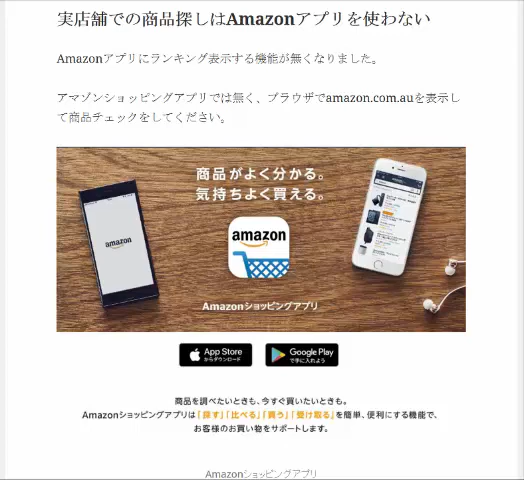 実店舗での商品探しはAmazonアプリを使わない
Amazonアプリにランキング表示する機能が無くなりました。
アマゾンショッピングアプリでは無く、ブラウザでamazon.com.auを表示し
て商品チェックをしてください。
商品がよく分かる。
気持ちよく買える。
amazon
amazon
Amazonショッピングアプリ
App Store
からダウンロード
Google Play
で手に入れよう
商品を調べたいときも、今すぐ買いたいときも。
Amazonショッピングアプリは「探す」「比べる」「買う」「受け取る」を簡単、便利にする機能で、
お客様のお買い物をサポートします。
Amazonショッピングアプリ